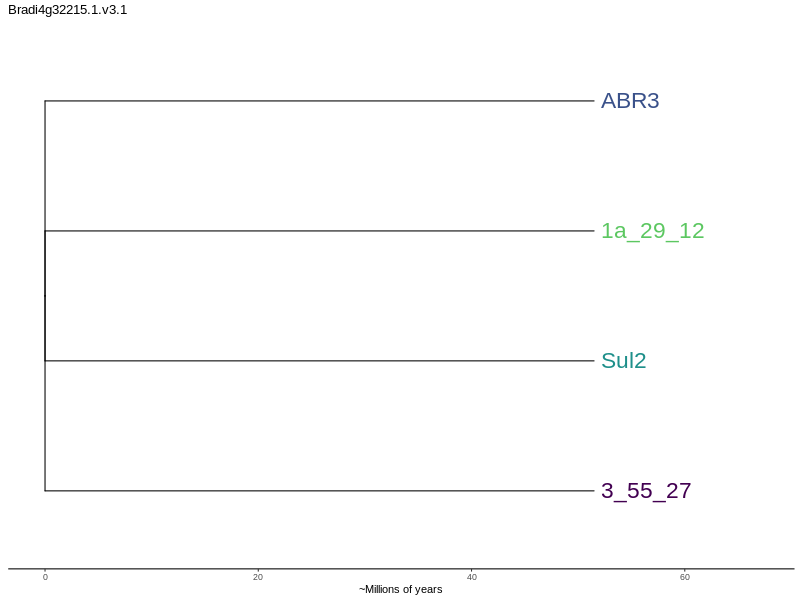 Bradi4g32215.1.v3.1
ABR3
1a_29_12
Sul2
3_55_27
0 20 40 60
~Millions of years